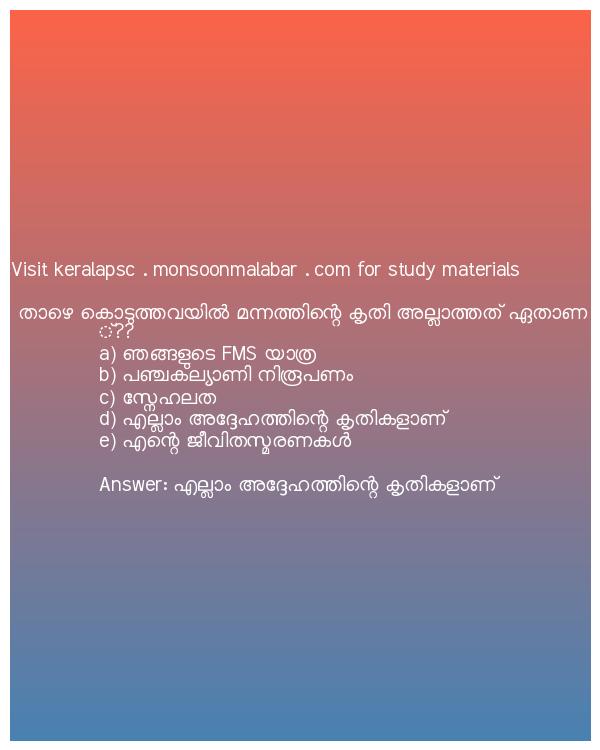 Visit keralapsc . monsoonmalabar . com for study materials
താഴെ കൊടുത്തവയിൽ മന്നത്തിന്റെ കൃതി അല്ലാത്തത് ഏതാണ
്??
a) ഞങ്ങളുടെ FMS യാത്ര
b) പഞ്ചകല്യാണി നിരൂപണം
c) സ്നേഹലത
d) എല്ലാം അദ്ദേഹത്തിന്റെ കൃതികളാണ്
e) എന്റെ ജീവിതസ്മരണകൾ
Answer: എല്ലാം അദ്ദേഹത്തിന്റെ കൃതികളാണ്